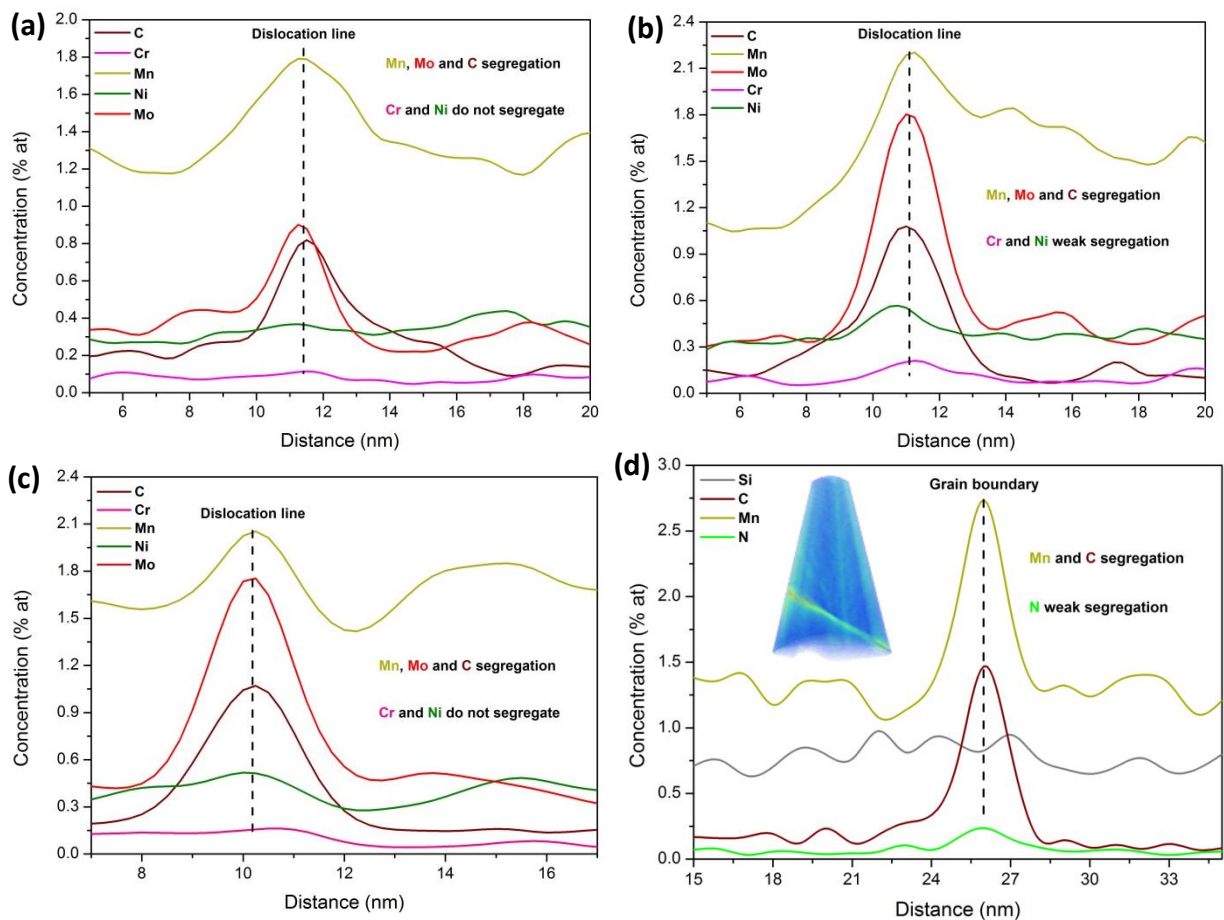 (a)
C
Cr
Mn
Ni
Mo
Dislocation line
Mn, Mo and C segregation
Cr and Ni do not segregate
2.0
1.8
1.6
1.4
1.2
1.0
0.8
0.6
0.4
0.2
0.0
Concentration (% at)
6 8 10 12 14 16 18 20
Distance (nm)
(b)
C
Mn
Mo
Cr
Ni
Dislocation line
Mn, Mo and C segregation
Cr and Ni weak segregation
2.4
2.1
1.8
1.5
1.2
0.9
0.6
0.3
0.0
Concentration (% at)
6 8 10 12 14 16 18 20
Distance (nm)
(c)
C
Cr
Mn
Ni
Mo
Dislocation line
Mn, Mo and C segregation
Cr and Ni do not segregate
2.4
2.1
1.8
1.5
1.2
0.9
0.6
0.3
0.0
Concentration (% at)
8 10 12 14 16
Distance (nm)
(d)
Si
C
Mn
N
Grain boundary
Mn and C segregation
N weak segregation
3.0
2.5
2.0
1.5
1.0
0.5
0.0
Concentration (% at)
15 18 21 24 27 30 33
Distance (nm)